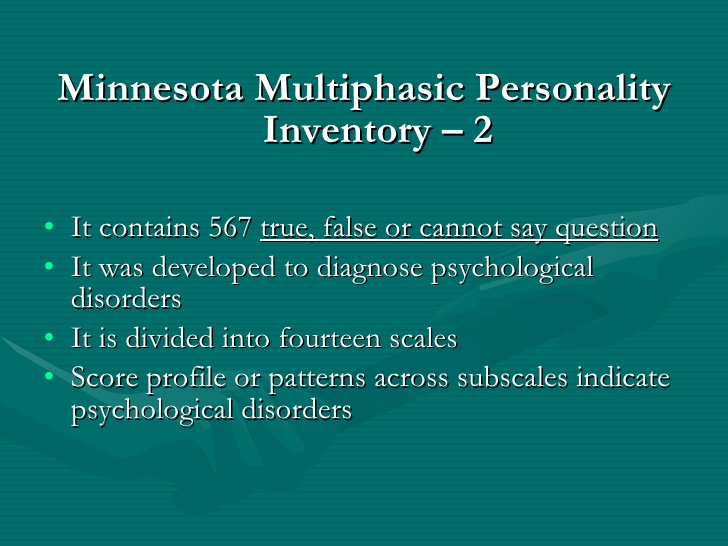 Minnesota Multiphasic Personality
Inventory – 2
• It contains 567 true, false or cannot say question
• It was developed to diagnose psychological
disorders
• It is divided into fourteen scales
• Score profile or patterns across subscales indicate
psychological disorders